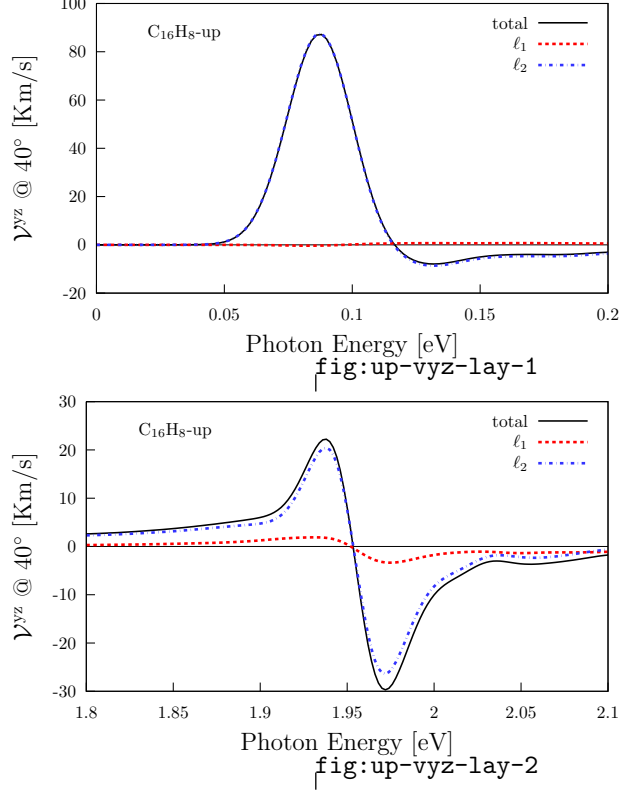 C₁₆H₈-up
total
ℓ₁
ℓ₂
𝒱ʸᶻ @ 40° [Km/s]
100
80
60
40
20
0
-20
0 0.05 0.1 0.15 0.2
Photon Energy [eV]
fig:up-vyz-lay-1
C₁₆H₈-up
total
ℓ₁
ℓ₂
𝒱ʸᶻ @ 40° [Km/s]
30
20
10
0
-10
-20
-30
1.8 1.85 1.9 1.95 2 2.05 2.1
Photon Energy [eV]
fig:up-vyz-lay-2